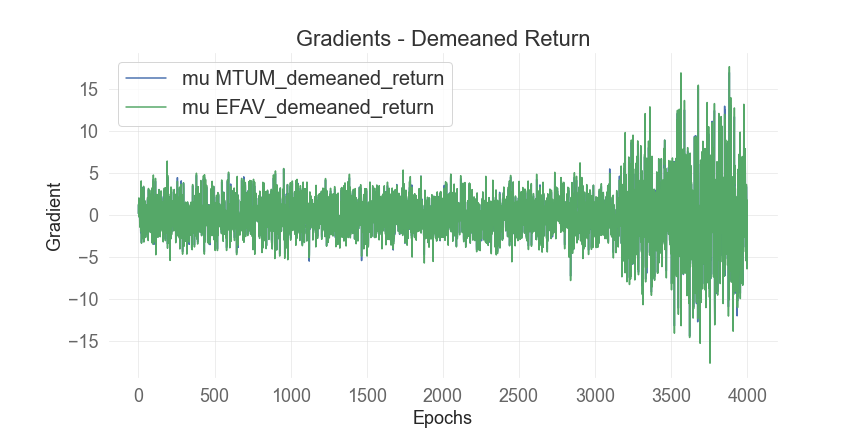 Gradients - Demeaned Return
mu MTUM_demeaned_return
mu EFAV_demeaned_return
15
10
5
0
−5
−10
−15
Gradient
0 500 1000 1500 2000 2500 3000 3500 4000
Epochs